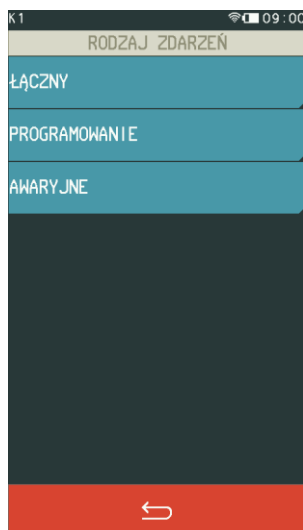 K1 09:00
RODZAJ ZDARZEŃ
ŁĄCZNY
PROGRAMOWANIE
AWARYJNE